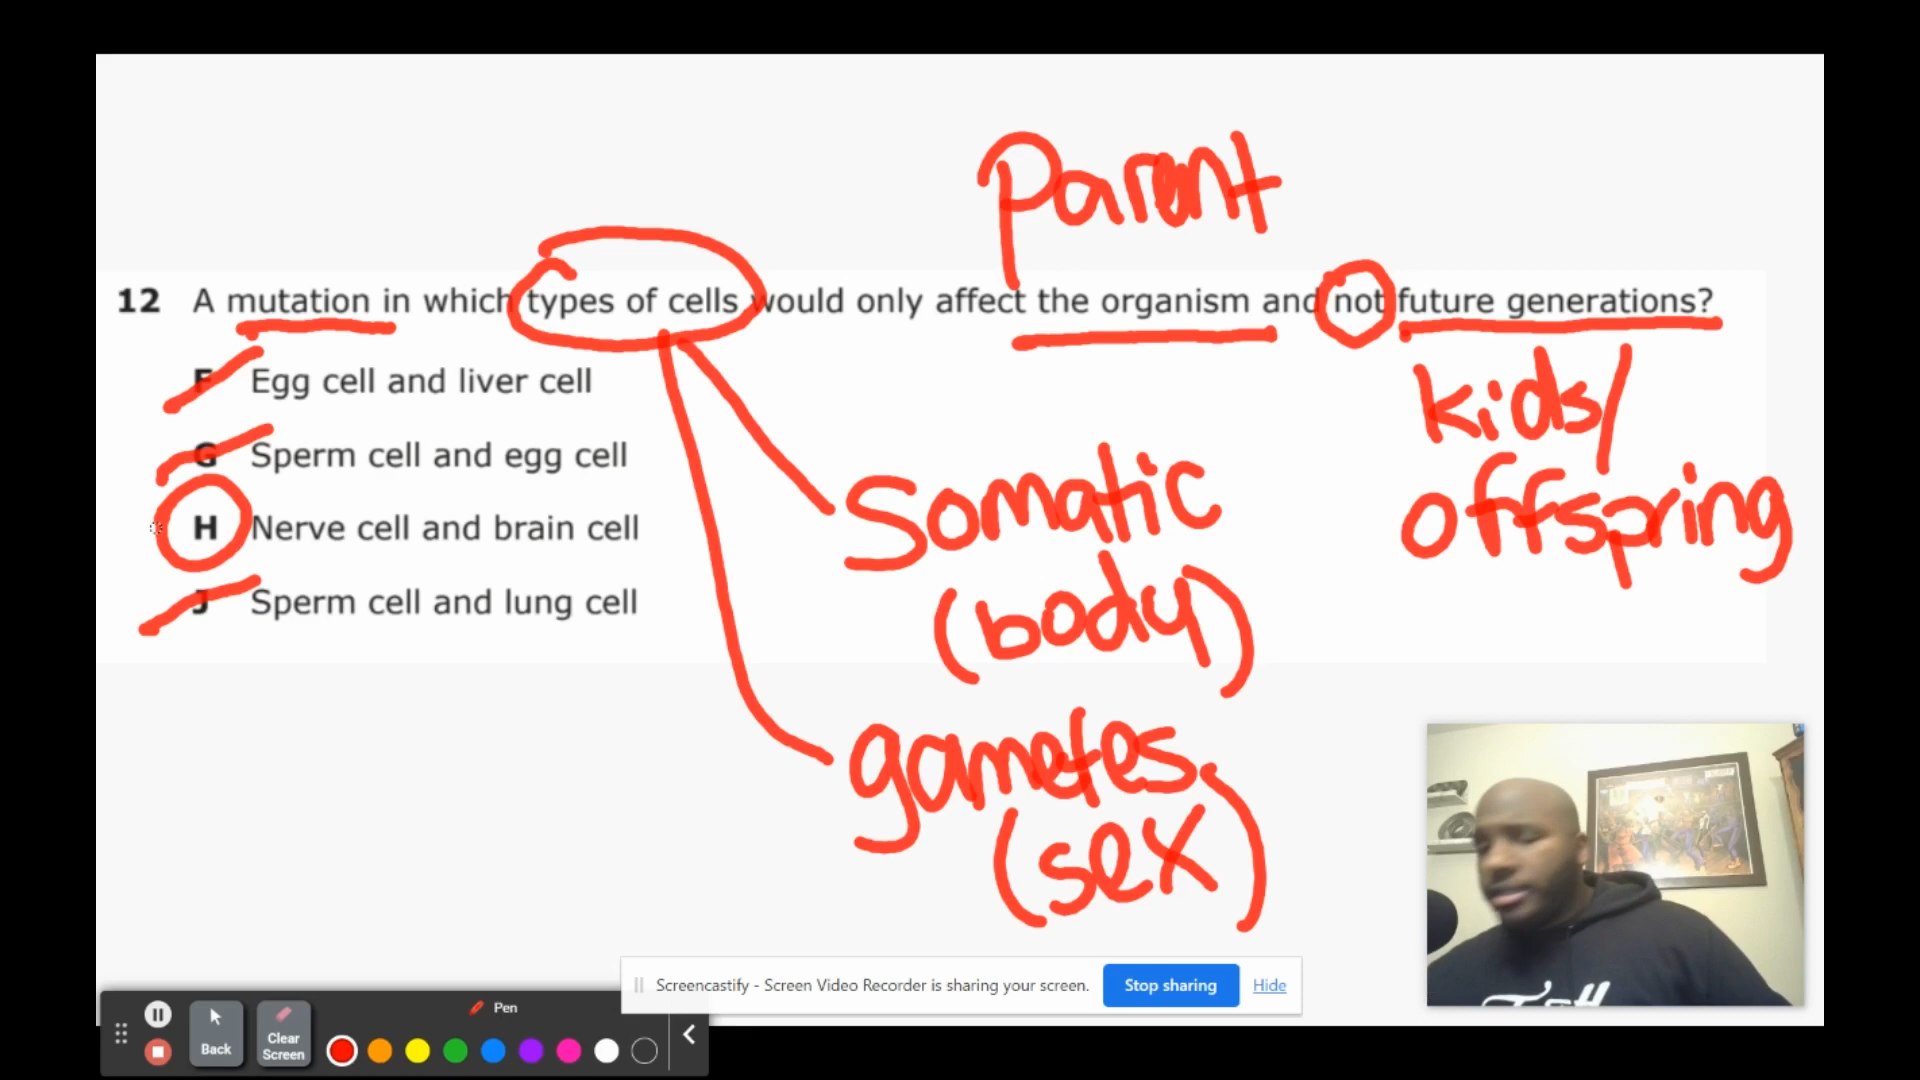 Parent
12 A mutation in which types of cells would only affect the organism and not future generations?
F Egg cell and liver cell
G Sperm cell and egg cell
H Nerve cell and brain cell
J Sperm cell and lung cell
kids/
offspring
Somatic
(body)
gametes
(sex)
Screencastify - Screen Video Recorder is sharing your screen.
Stop sharing
Hide
Pen
Back
Clear
Screen